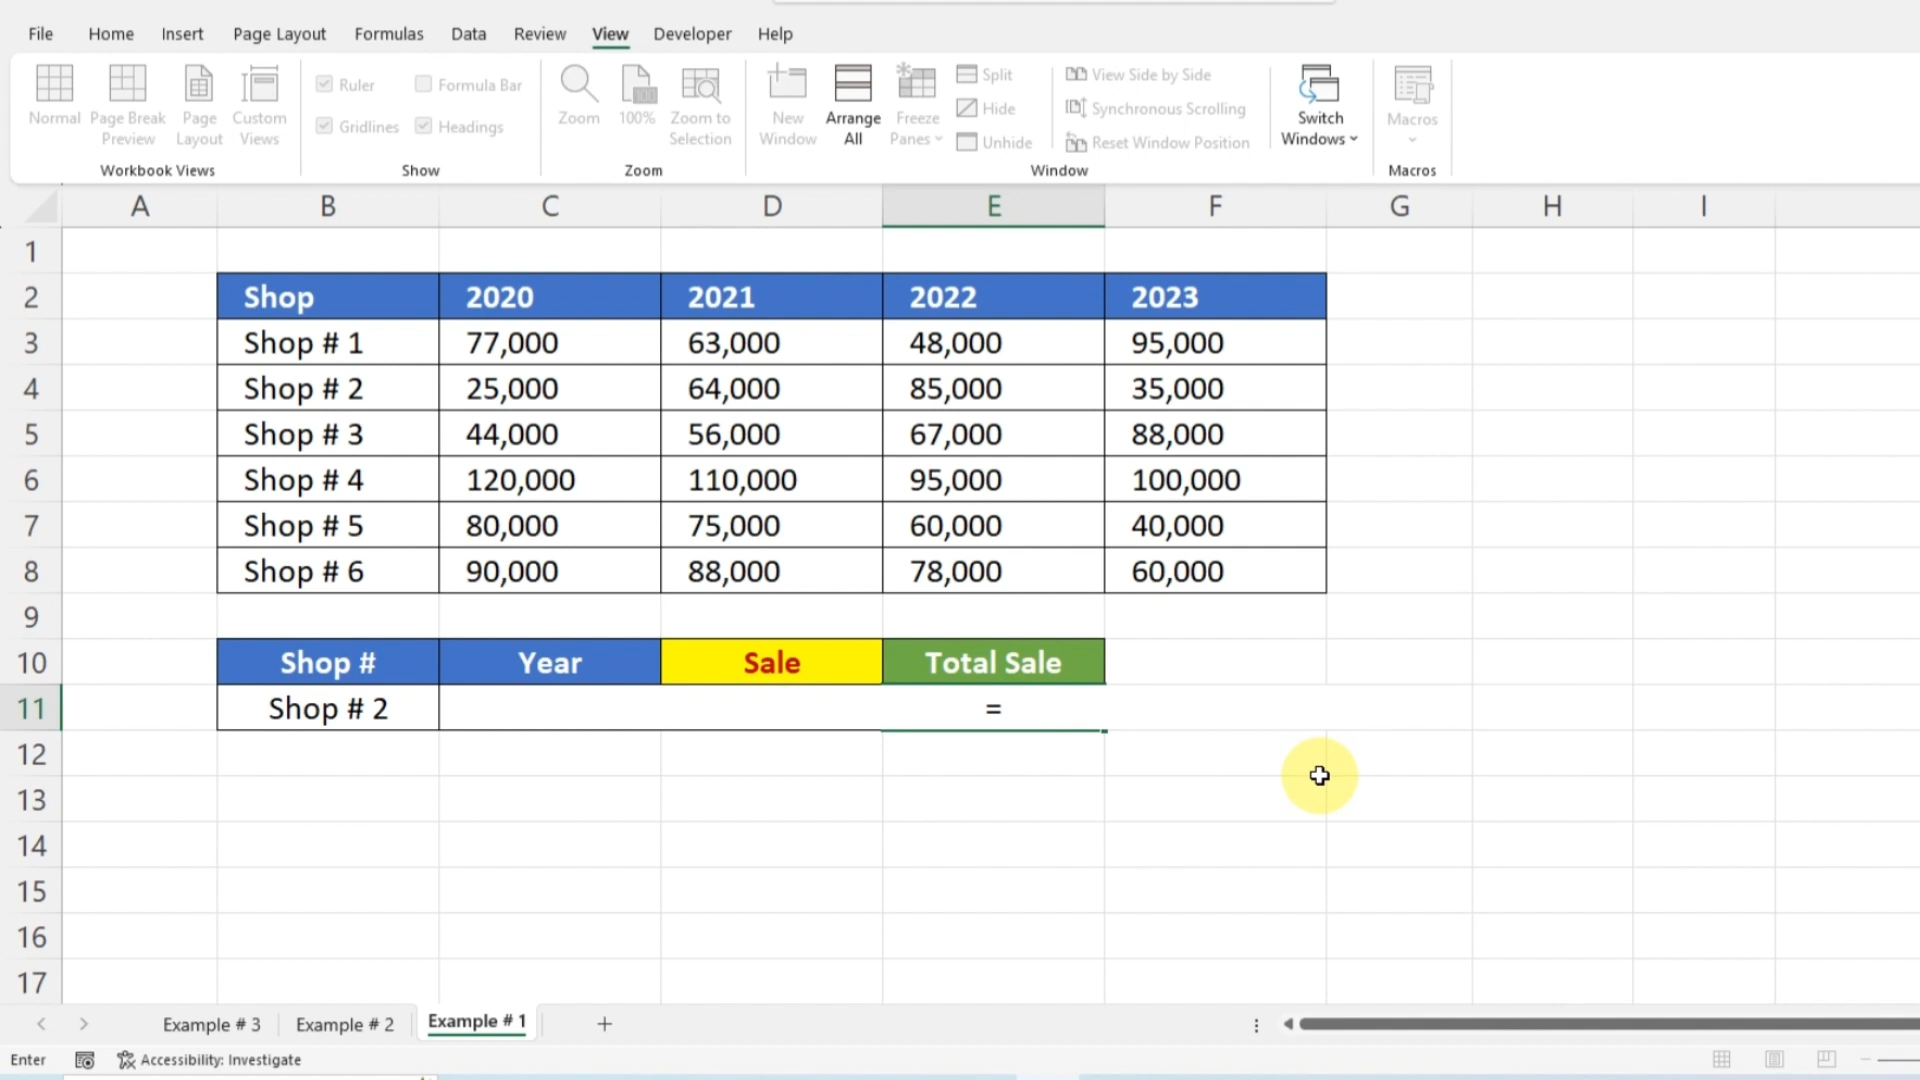 File Home Insert Page Layout Formulas Data Review View Developer Help
Normal Page Break Preview Page Layout Custom Views
Workbook Views
Ruler Formula Bar
Gridlines Headings
Show
Zoom 100% Zoom to Selection
Zoom
New Window Arrange All Freeze Panes
Split
Hide
Unhide
View Side by Side
Synchronous Scrolling
Reset Window Position
Switch Windows
Window
Macros
Macros
A B C D E F G H I
1
2 Shop 2020 2021 2022 2023
3 Shop # 1 77,000 63,000 48,000 95,000
4 Shop # 2 25,000 64,000 85,000 35,000
5 Shop # 3 44,000 56,000 67,000 88,000
6 Shop # 4 120,000 110,000 95,000 100,000
7 Shop # 5 80,000 75,000 60,000 40,000
8 Shop # 6 90,000 88,000 78,000 60,000
9
10 Shop # Year Sale Total Sale
11 Shop # 2 =
12
13
14
15
16
17
Example # 3 Example # 2 Example # 1
Enter Accessibility: Investigate